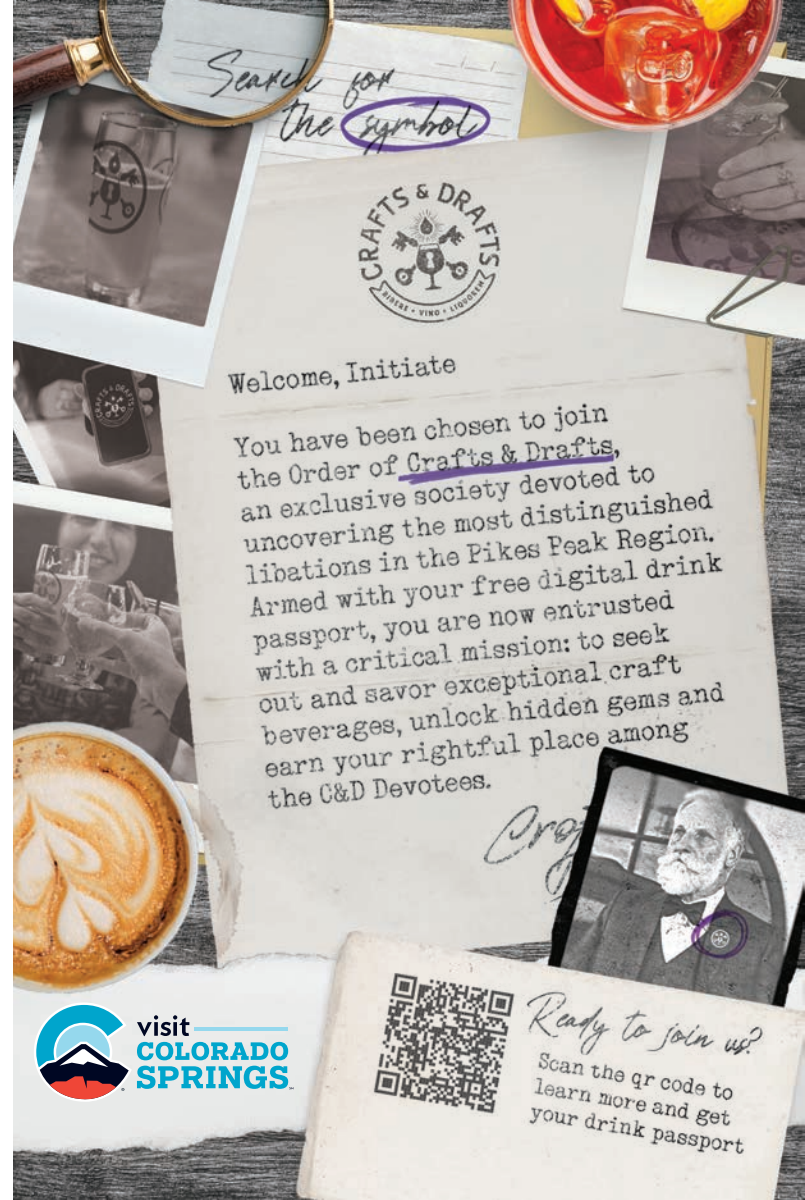 Search for
the symbol
CRAFTS & DRAFTS
BIBERE • VINO • LIQUOREM
CRAFTS & DRAFTS
Welcome, Initiate
You have been chosen to join
the Order of Crafts & Drafts,
an exclusive society devoted to
uncovering the most distinguished
libations in the Pikes Peak Region.
Armed with your free digital drink
passport, you are now entrusted
with a critical mission: to seek
out and savor exceptional craft
beverages, unlock hidden gems and
earn your rightful place among
the C&D Devotees.
visit
COLORADO
SPRINGS
Ready to join us?
Scan the qr code to
learn more and get
your drink passport